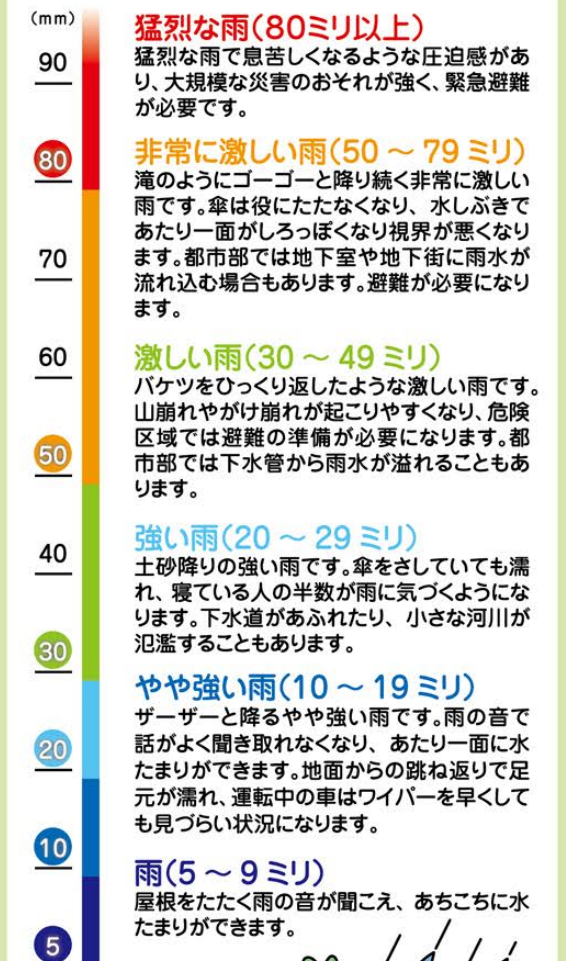 (mm)
猛烈な雨(80ミリ以上)
猛烈な雨で息苦しくなるような圧迫感があ
り、大規模な災害のおそれが強く、緊急避難
が必要です。
90
80
非常に激しい雨(50 ～ 79 ミリ)
滝のようにゴーゴーと降り続く非常に激しい
雨です。傘は役にたたなくなり、水しぶきで
あたり一面がしろっぽくなり視界が悪くなり
ます。都市部では地下室や地下街に雨水が
流れ込む場合もあります。避難が必要になり
ます。
70
60
激しい雨(30 ～ 49 ミリ)
バケツをひっくり返したような激しい雨です。
山崩れやがけ崩れが起こりやすくなり、危険
区域では避難の準備が必要になります。都
市部では下水管から雨水が溢れることもあ
ります。
50
40
強い雨(20 ～ 29 ミリ)
土砂降りの強い雨です。傘をさしていても濡
れ、寝ている人の半数が雨に気づくようにな
ります。下水道があふれたり、小さな河川が
氾濫することもあります。
30
やや強い雨(10 ～ 19 ミリ)
ザーザーと降るやや強い雨です。雨の音で
話がよく聞き取れなくなり、あたり一面に水
たまりができます。地面からの跳ね返りで足
元が濡れ、運転中の車はワイパーを早くして
も見づらい状況になります。
20
10
雨(5 ～ 9 ミリ)
屋根をたたく雨の音が聞こえ、あちこちに水
たまりができます。
5